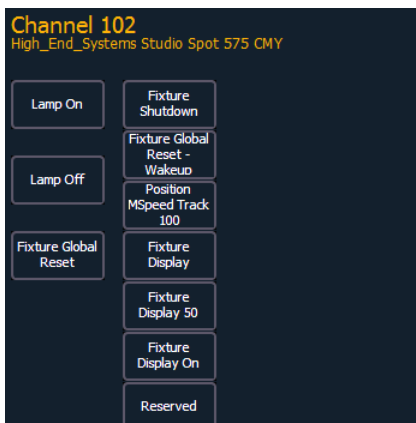 Channel 102
High_End_Systems Studio Spot 575 CMY
Lamp On
Lamp Off
Fixture Global
Reset
Fixture
Shutdown
Fixture Global
Reset -
Wakeup
Position
MSpeed Track
100
Fixture
Display
Fixture
Display 50
Fixture
Display On
Reserved